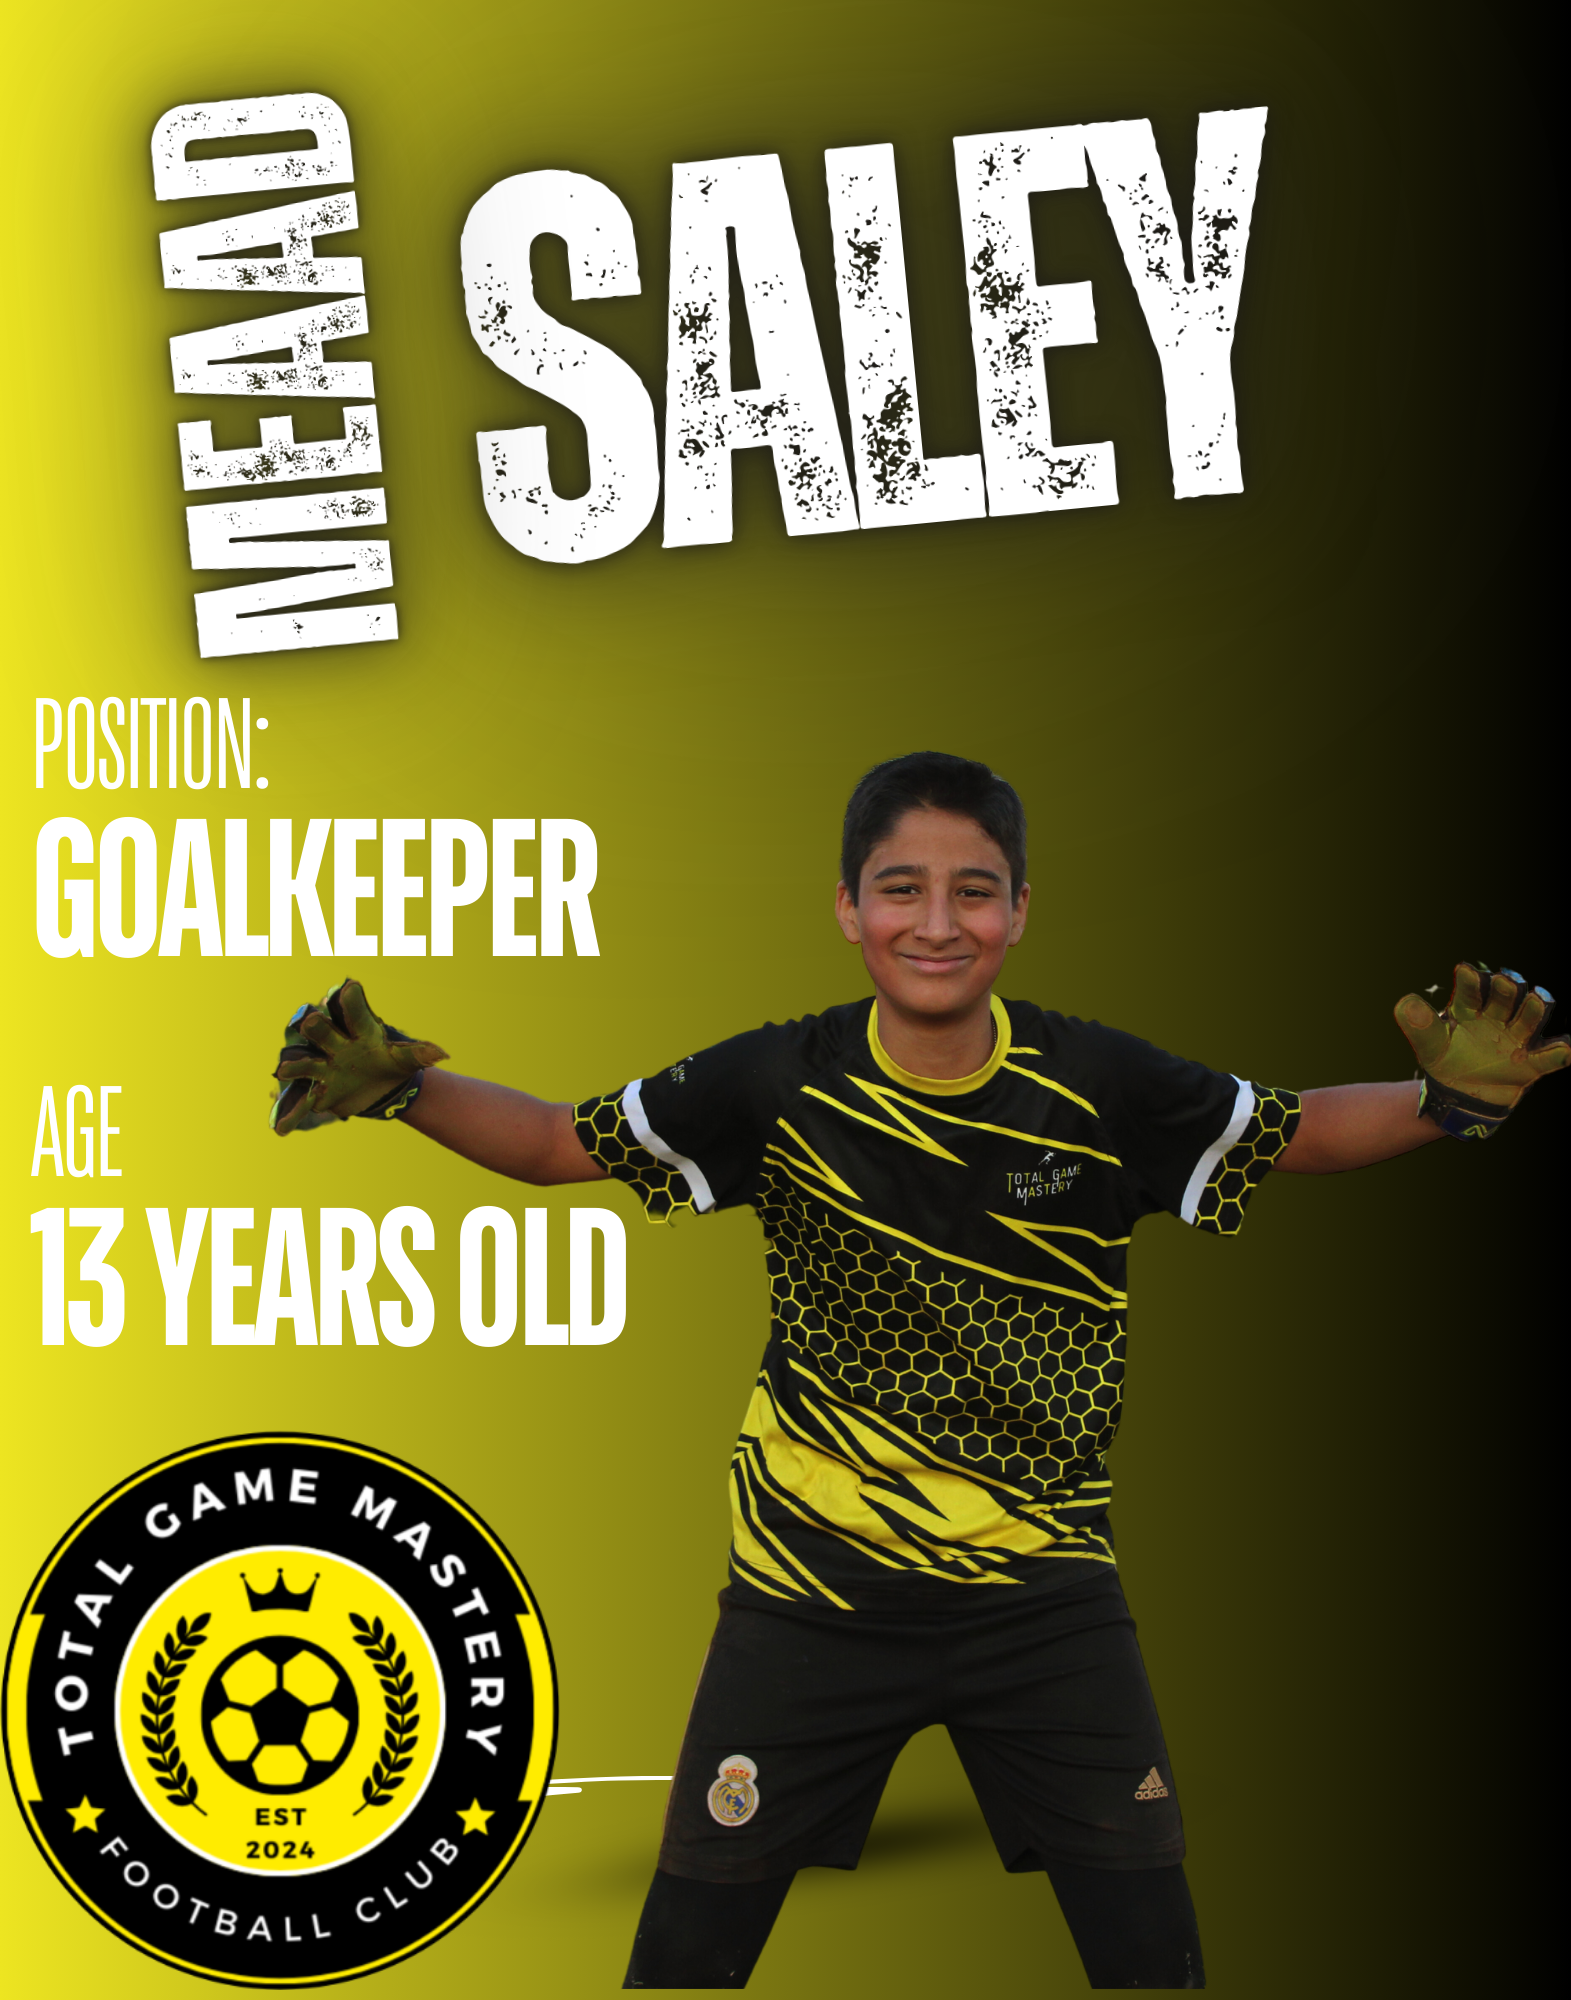 MEAAD
SALEY
POSITION:
GOALKEEPER
AGE
13 YEARS OLD
TOTAL GAME
MASTERY
TOTAL GAME MASTERY
EST
2024
FOOTBALL CLUB
adidas